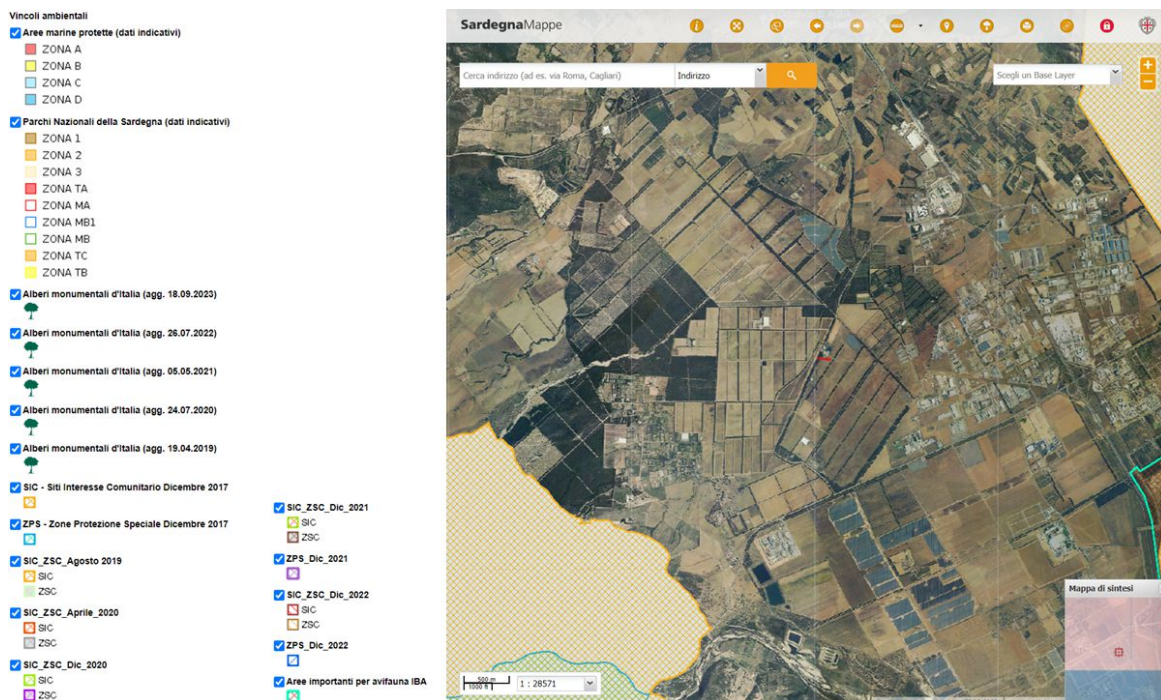 Vincoli ambientali
Aree marine protette (dati indicativi)
ZONA A
ZONA B
ZONA C
ZONA D
Parchi Nazionali della Sardegna (dati indicativi)
ZONA 1
ZONA 2
ZONA 3
ZONA TA
ZONA MA
ZONA MB1
ZONA MB
ZONA TC
ZONA TB
Alberi monumentali d'Italia (agg. 18.09.2023)
Alberi monumentali d'Italia (agg. 26.07.2022)
Alberi monumentali d'Italia (agg. 05.05.2021)
Alberi monumentali d'Italia (agg. 24.07.2020)
Alberi monumentali d'Italia (agg. 19.04.2019)
SIC - Siti Interesse Comunitario Dicembre 2017
ZPS - Zone Protezione Speciale Dicembre 2017
SIC_ZSC_Agosto 2019
SIC
ZSC
SIC_ZSC_Aprile_2020
SIC
ZSC
SIC_ZSC_Dic_2020
SIC
ZSC
SIC_ZSC_Dic_2021
SIC
ZSC
ZPS_Dic_2021
SIC_ZSC_Dic_2022
SIC
ZSC
ZPS_Dic_2022
Aree importanti per avifauna IBA
SardegnaMappe
Cerca indirizzo (ad es. via Roma, Cagliari)
Indirizzo
Scegli un Base Layer
Mappa di sintesi
500 m
1000 ft
1 : 28571